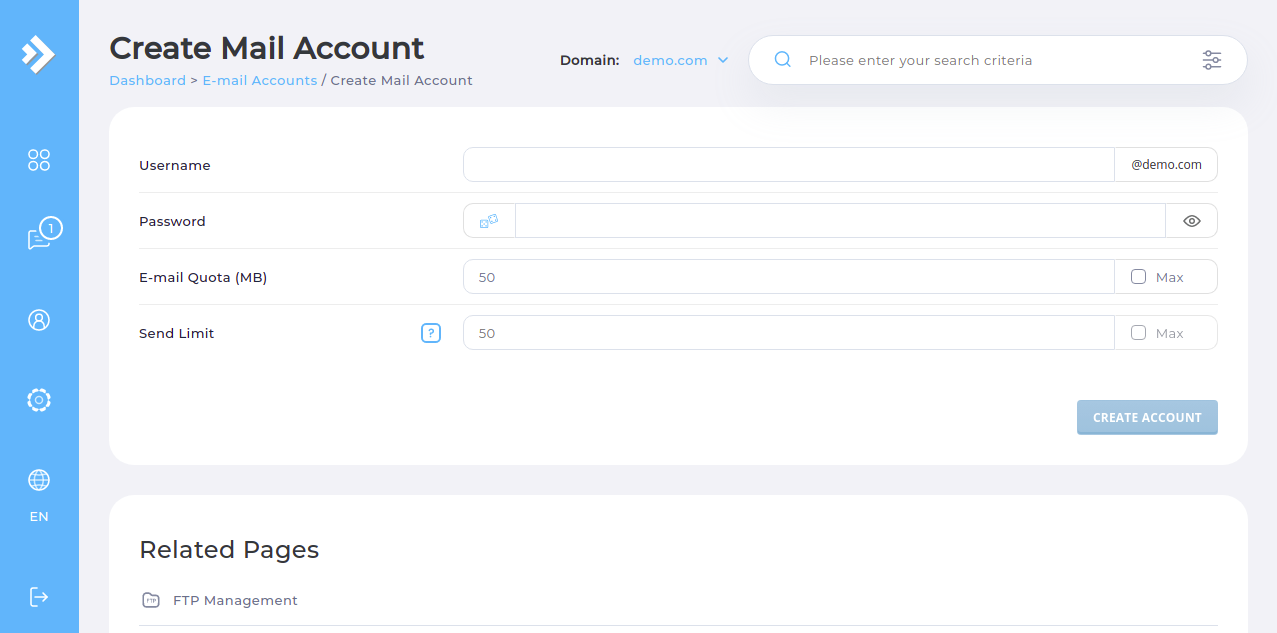 Create Mail Account
Dashboard > E-mail Accounts / Create Mail Account
Domain: demo.com
Please enter your search criteria
1
EN
Username
@demo.com
Password
E-mail Quota (MB)
50
Max
Send Limit
?
50
Max
CREATE ACCOUNT
Related Pages
FTP
FTP Management